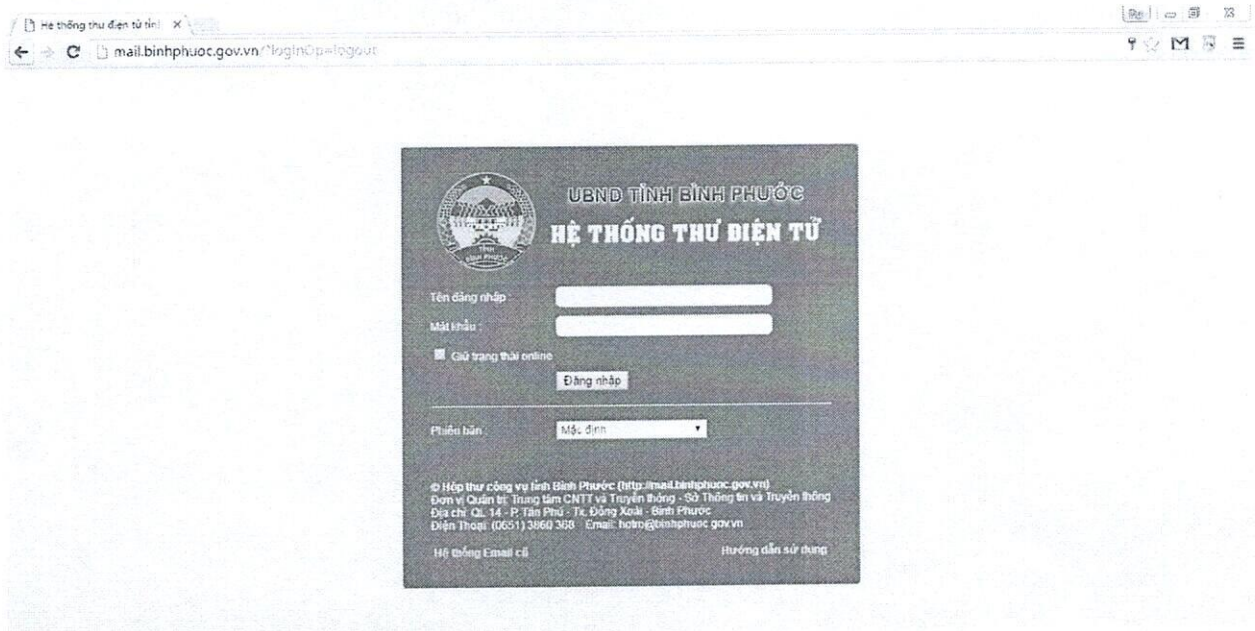 Hệ thống thư điện tử tỉnh
mail.binhphuoc.gov.vn/?loginOp=logout
UBND TỈNH BÌNH PHƯỚC
HỆ THỐNG THƯ ĐIỆN TỬ
TỈNH
BÌNH PHƯỚC
Tên đăng nhập :
Mật khẩu :
Giữ trạng thái online
Đăng nhập
Phiên bản :
Mặc định
© Hộp thư công vụ tỉnh Bình Phước (http://mail.binhphuoc.gov.vn)
Đơn vị Quản trị: Trung tâm CNTT và Truyền thông - Sở Thông tin và Truyền thông
Địa chỉ: QL 14 - P. Tân Phú - Tx. Đồng Xoài - Bình Phước
Điện Thoại: (0651) 3860 368 Email: hotro@binhphuoc.gov.vn
Hệ thống Email cũ
Hướng dẫn sử dụng